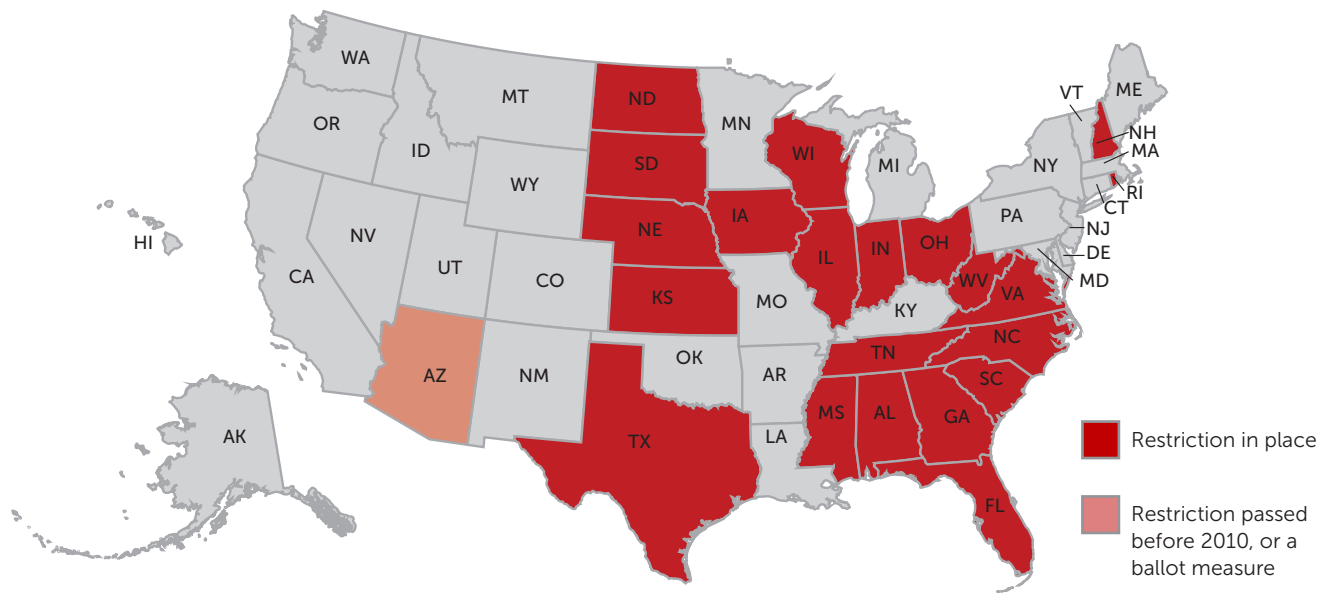 WA
MT
ND
MN
VT
ME
OR
ID
SD
WI
MI
NY
NH
MA
WY
IA
RI
CT
HI
NV
NE
PA
NJ
CA
UT
CO
IL
IN
OH
DE
MD
KS
MO
WV
VA
KY
AZ
NM
OK
AR
TN
NC
SC
AK
TX
LA
MS
AL
GA
FL
Restriction in place
Restriction passed
before 2010, or a
ballot measure